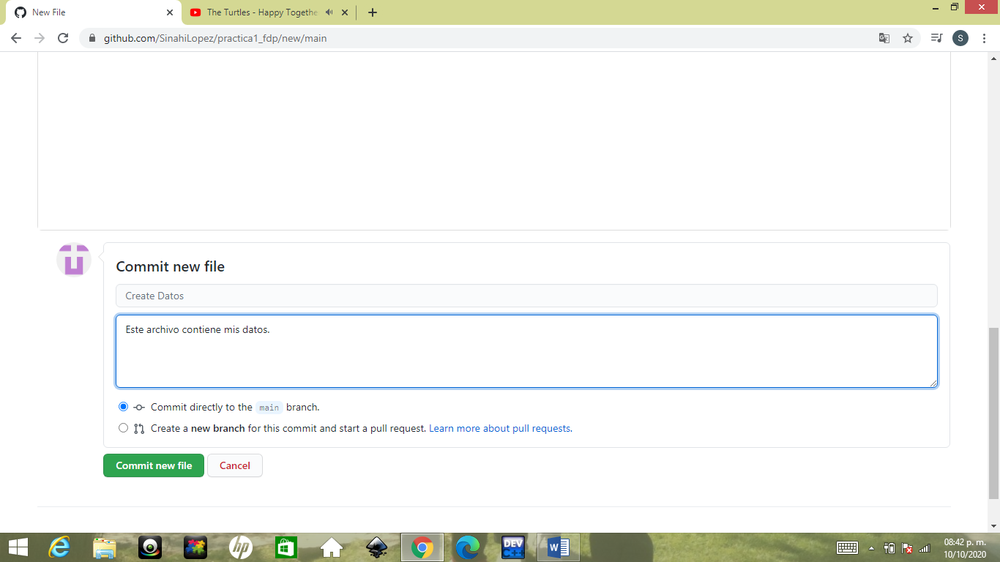 New File
The Turtles - Happy Togethe
github.com/SinahiLopez/practica1_fdp/new/main
S
Commit new file
Create Datos
Este archivo contiene mis datos.
Commit directly to the main branch.
Create a new branch for this commit and start a pull request. Learn more about pull requests.
Commit new file Cancel
hp
DEV C++
W
08:42 p. m.
10/10/2020